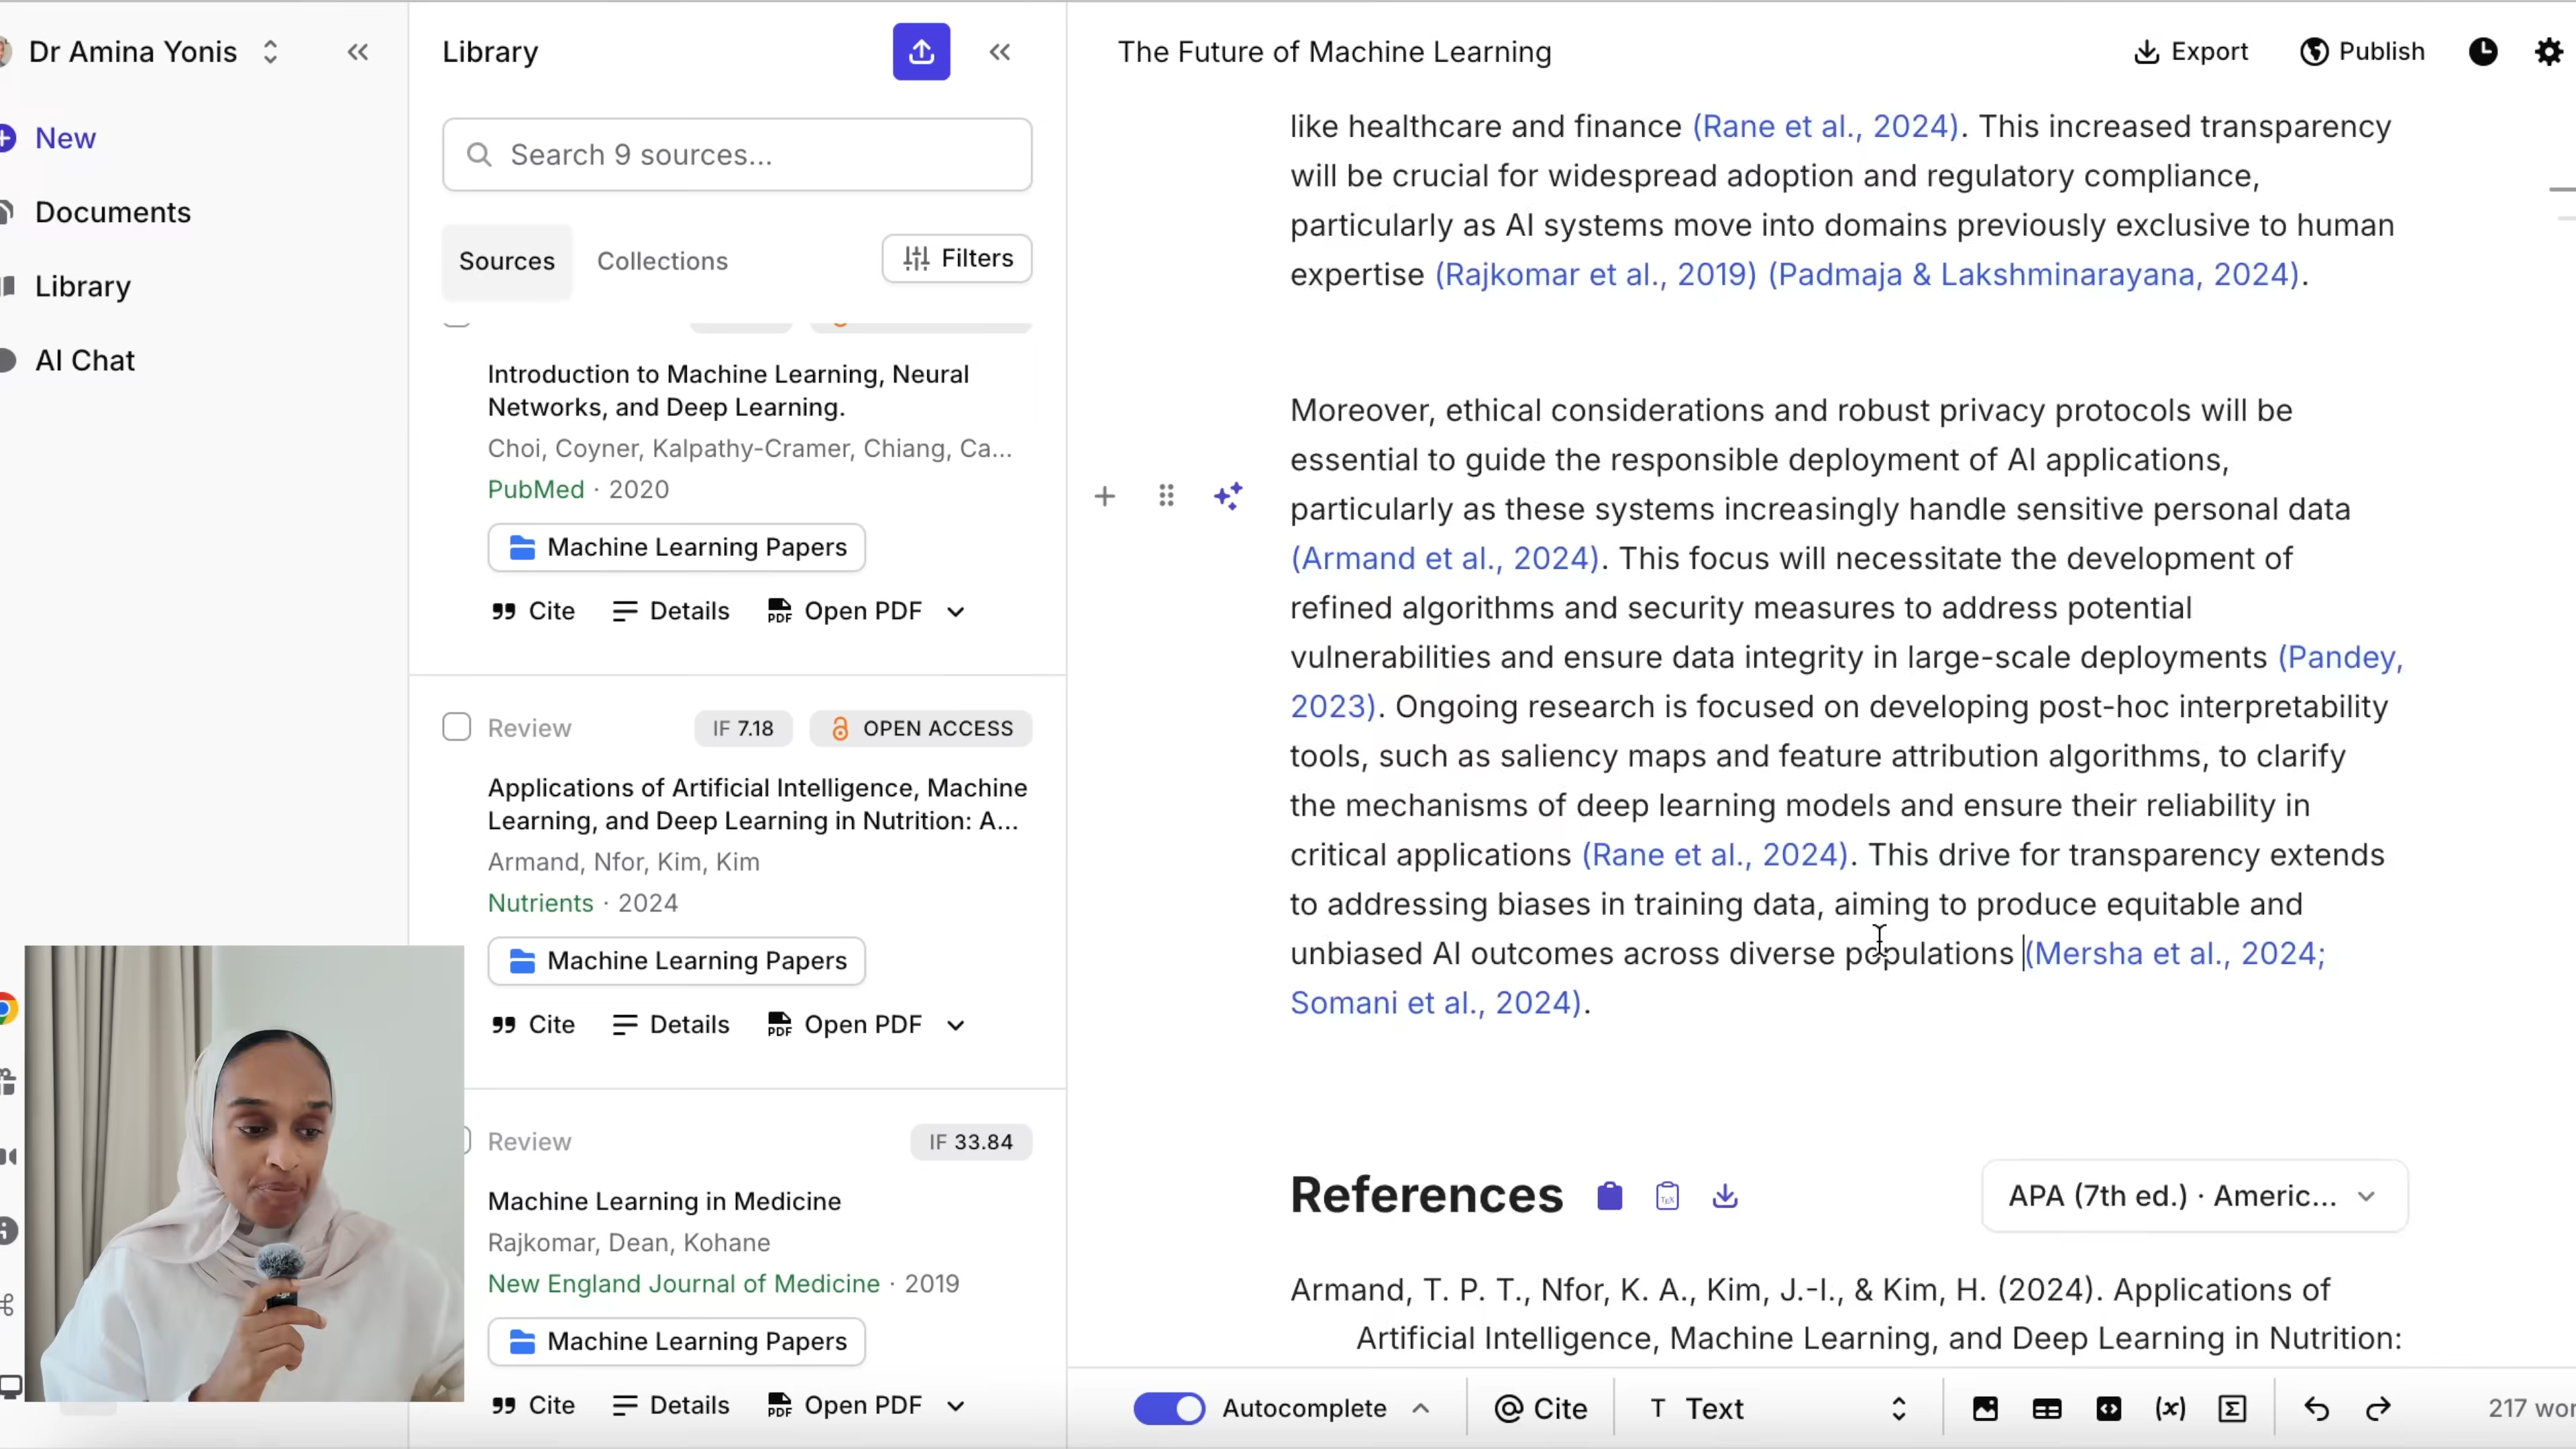 Dr Amina Yonis
New
Documents
Library
AI Chat
Library
Search 9 sources...
Sources
Collections
Filters
Introduction to Machine Learning, Neural
Networks, and Deep Learning.
Choi, Coyner, Kalpathy-Cramer, Chiang, Ca...
PubMed · 2020
Machine Learning Papers
Cite
Details
PDF
Open PDF
Review
IF 7.18
OPEN ACCESS
Applications of Artificial Intelligence, Machine
Learning, and Deep Learning in Nutrition: A...
Armand, Nfor, Kim, Kim
Nutrients · 2024
Machine Learning Papers
Cite
Details
PDF
Open PDF
Review
IF 33.84
Machine Learning in Medicine
Rajkomar, Dean, Kohane
New England Journal of Medicine · 2019
Machine Learning Papers
Cite
Details
PDF
Open PDF
The Future of Machine Learning
Export
Publish
like healthcare and finance (Rane et al., 2024). This increased transparency
will be crucial for widespread adoption and regulatory compliance,
particularly as AI systems move into domains previously exclusive to human
expertise (Rajkomar et al., 2019) (Padmaja & Lakshminarayana, 2024).
Moreover, ethical considerations and robust privacy protocols will be
essential to guide the responsible deployment of AI applications,
particularly as these systems increasingly handle sensitive personal data
(Armand et al., 2024). This focus will necessitate the development of
refined algorithms and security measures to address potential
vulnerabilities and ensure data integrity in large-scale deployments (Pandey,
2023). Ongoing research is focused on developing post-hoc interpretability
tools, such as saliency maps and feature attribution algorithms, to clarify
the mechanisms of deep learning models and ensure their reliability in
critical applications (Rane et al., 2024). This drive for transparency extends
to addressing biases in training data, aiming to produce equitable and
unbiased AI outcomes across diverse populations (Mersha et al., 2024;
Somani et al., 2024).
References
APA (7th ed.) · Americ...
Armand, T. P. T., Nfor, K. A., Kim, J.-I., & Kim, H. (2024). Applications of
Artificial Intelligence, Machine Learning, and Deep Learning in Nutrition:
Autocomplete
@ Cite
T Text
(x)
Σ
217 wor